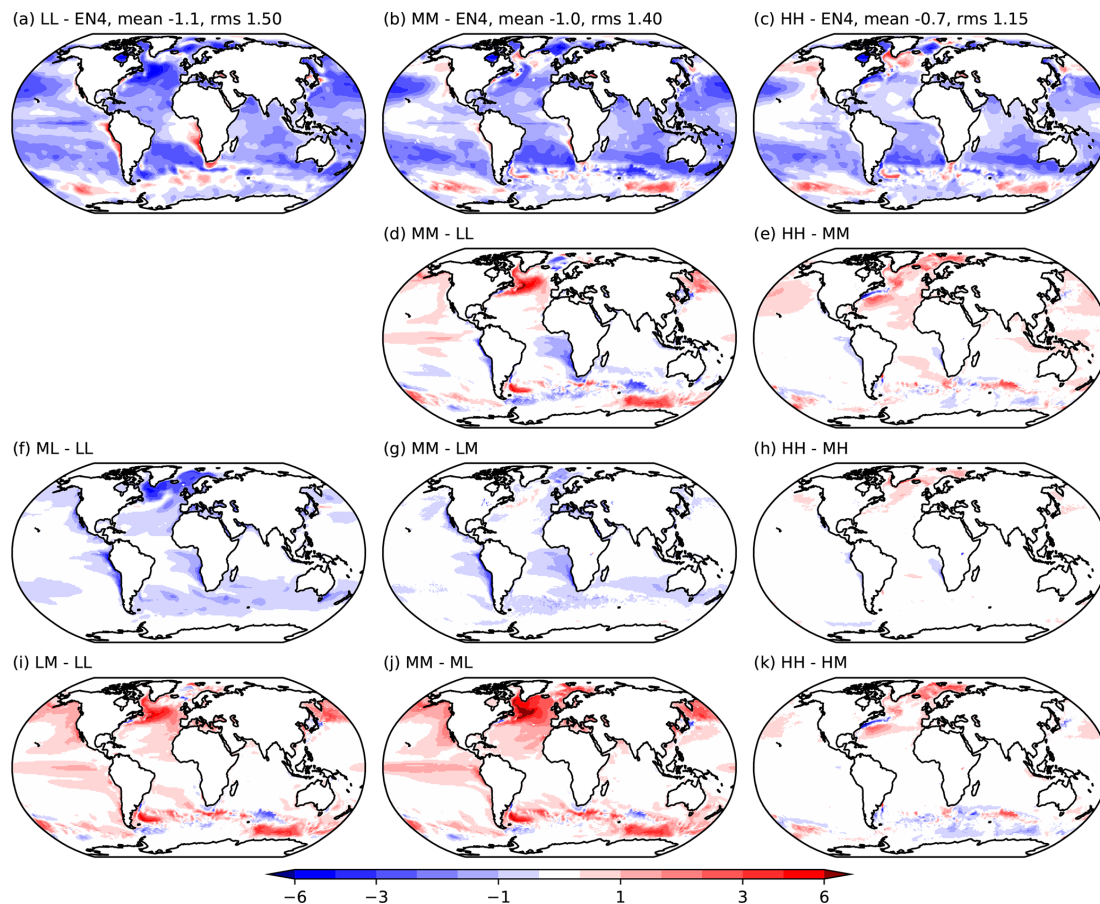 (a) LL - EN4, mean -1.1, rms 1.50
(b) MM - EN4, mean -1.0, rms 1.40
(c) HH - EN4, mean -0.7, rms 1.15
(d) MM - LL
(e) HH - MM
(f) ML - LL
(g) MM - LM
(h) HH - MH
(i) LM - LL
(j) MM - ML
(k) HH - HM
−6 −3 −1 1 3 6